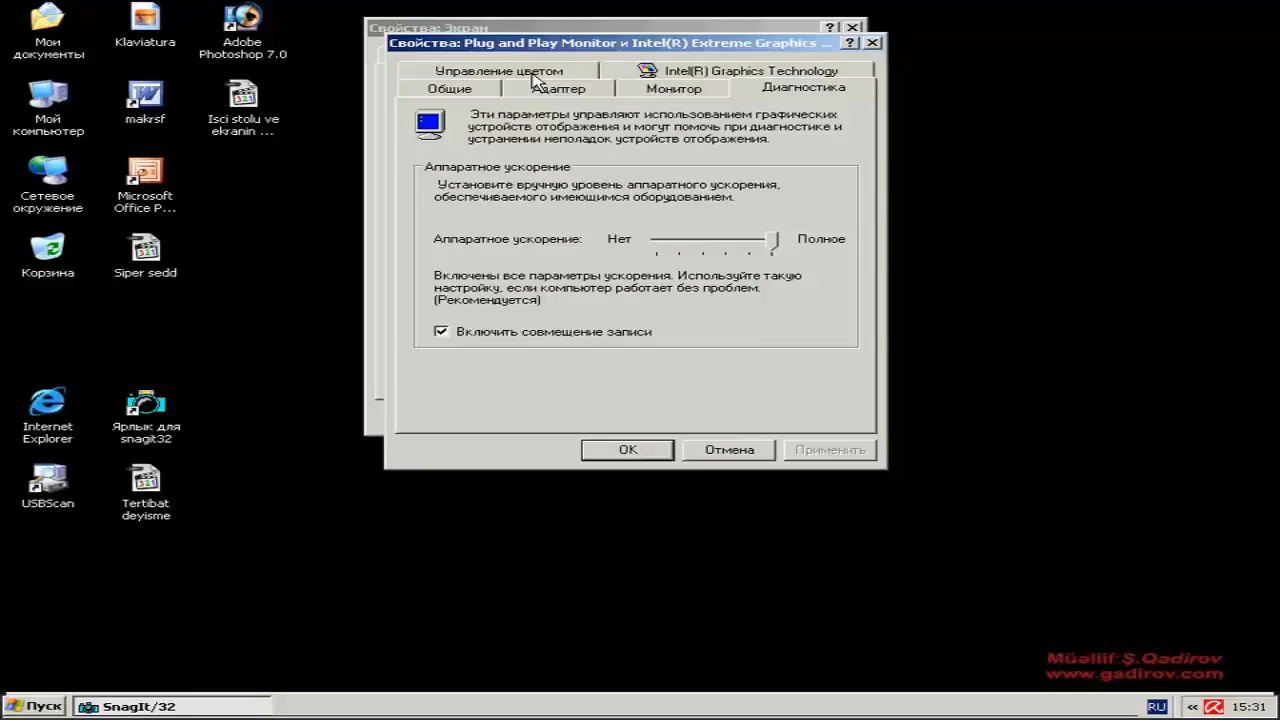 Мои
документы
Klaviatura
Adobe
Photoshop 7.0
Мой
компьютер
makrsf
Isci stolu ve
ekranin ...
Сетевое
окружение
Microsoft
Office P...
Корзина
Siper sedd
Internet
Explorer
Ярлык для
snagit32
USBScan
Tertibat
deyisme
Свойства: Экран
Свойства: Plug and Play Monitor и Intel(R) Extreme Graphics ...
Управление цветом
Intel(R) Graphics Technology
Общие
Адаптер
Монитор
Диагностика
Эти параметры управляют использованием графических
устройств отображения и могут помочь при диагностике и
устранении неполадок устройств отображения.
Аппаратное ускорение
Установите вручную уровень аппаратного ускорения,
обеспечиваемого имеющимся оборудованием.
Аппаратное ускорение:
Нет
Полное
Включены все параметры ускорения. Используйте такую
настройку, если компьютер работает без проблем.
(Рекомендуется)
Включить совмещение записи
OK
Отмена
Применить
Müəllif:Ş.Qədirov
www.gadirov.com
Пуск
SnagIt/32
RU
«
15:31